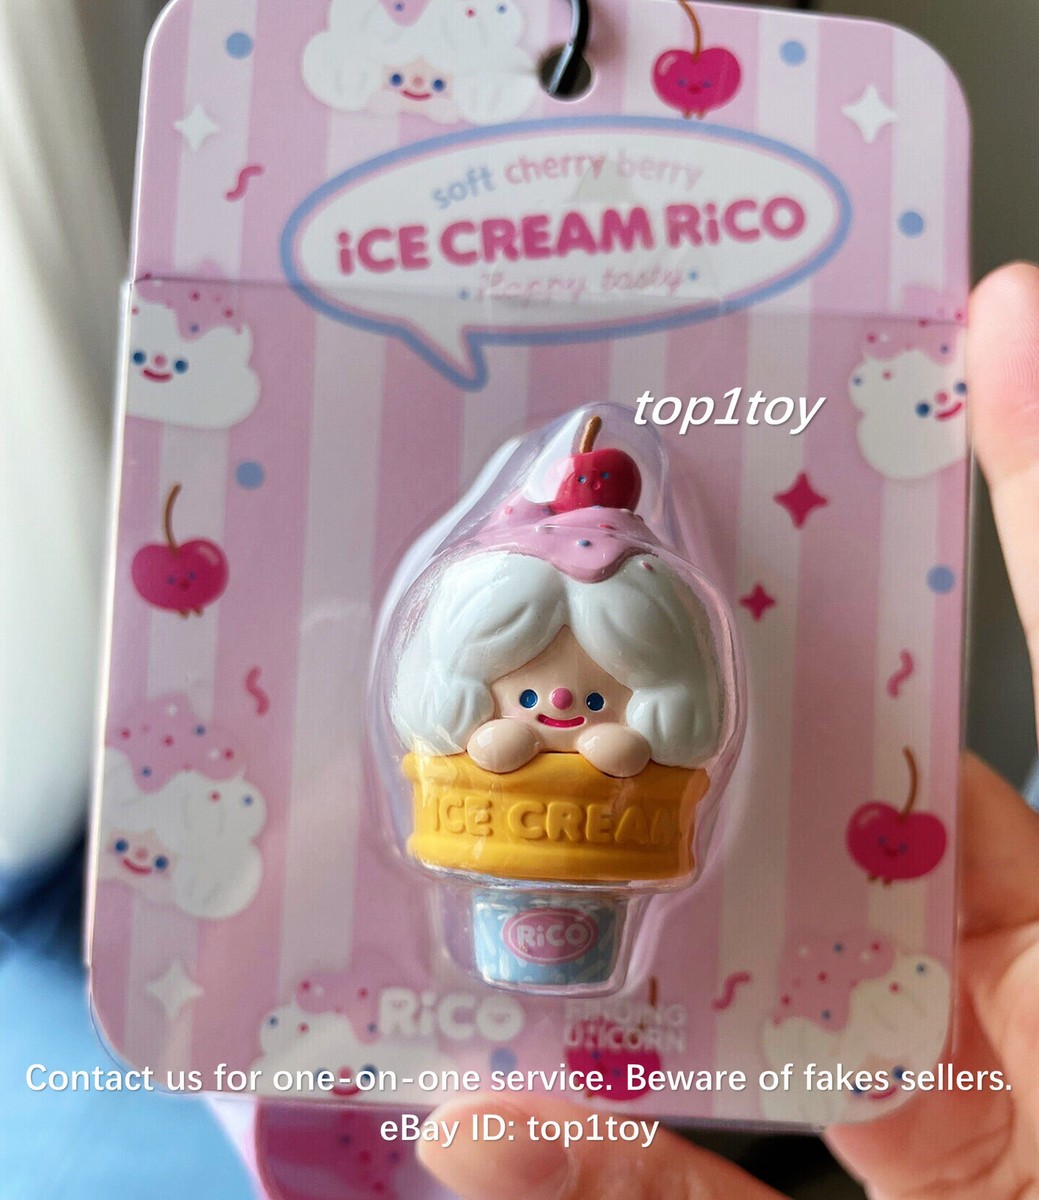 soft cherry berry
iCE CREAM RiCO
Happy tasty
top1toy
ICE CREAM
RiCO
RiCO
FINDING
UNICORN
Contact us for one-on-one service. Beware of fakes sellers.
eBay ID: top1toy